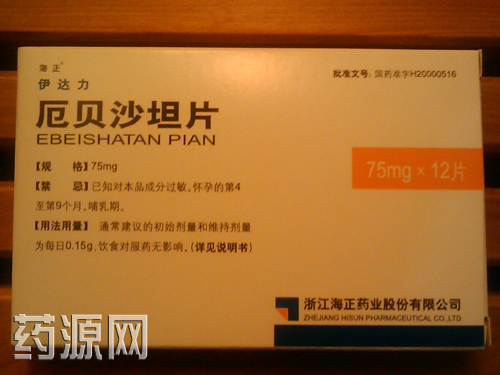 海正®
伊达力
批准文号：国药准字H20000516
厄贝沙坦片
EBEISHATAN PIAN
【规　　格】75mg
75mg×12片
【禁　　忌】已知对本品成分过敏。怀孕的第4
至第9个月。哺乳期。
【用法用量】通常建议的初始剂量和维持剂量
为每日0.15g，饮食对服药无影响。（详见说明书）
浙江海正药业股份有限公司
ZHEJIANG HISUN PHARMACEUTICAL CO.,LTD.
药源网